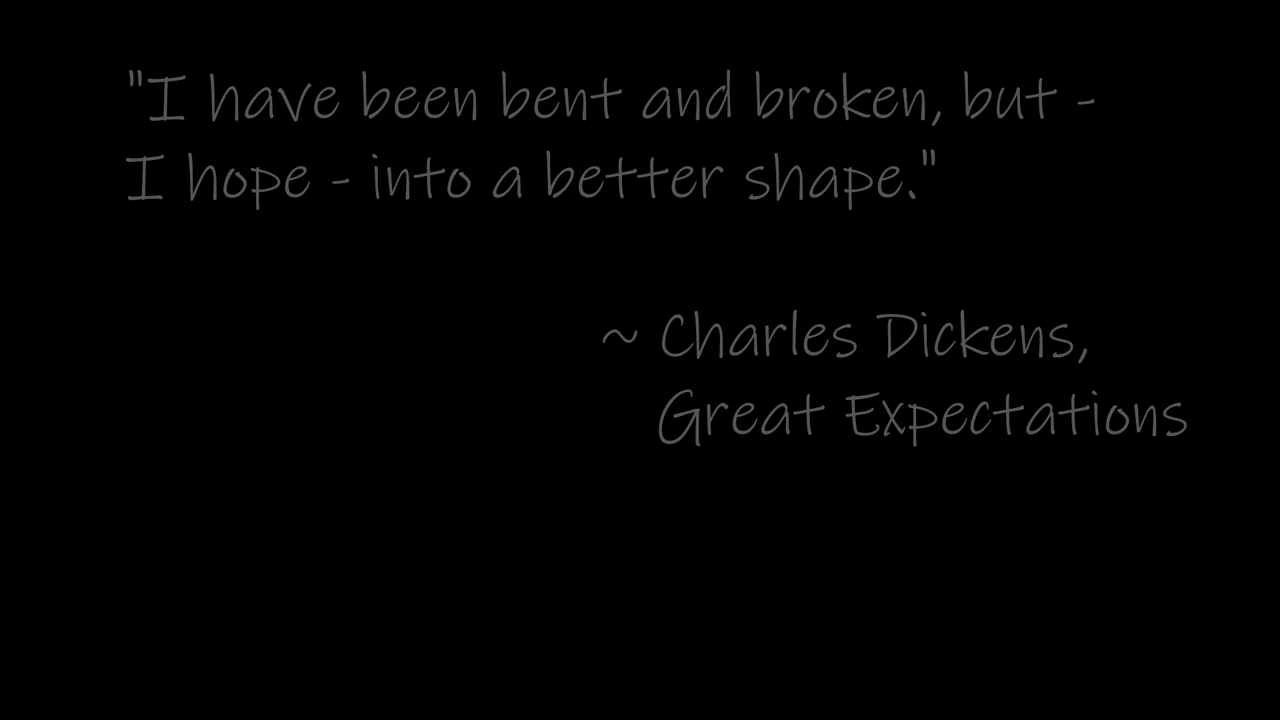 "I have been bent and broken, but -
I hope - into a better shape."
~ Charles Dickens,
Great Expectations